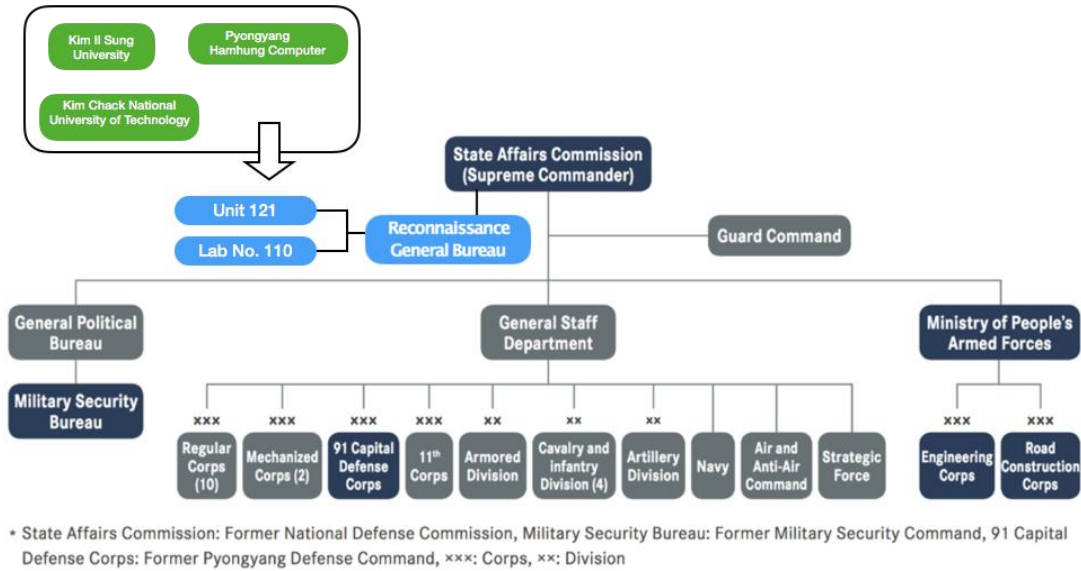 Kim Il Sung
University
Pyongyang
Hamhung Computer
Kim Chack National
University of Technology
State Affairs Commission
(Supreme Commander)
Unit 121
Lab No. 110
Reconnaissance
General Bureau
Guard Command
General Political
Bureau
General Staff
Department
Ministry of People's
Armed Forces
Military Security
Bureau
×××
×××
×××
×××
××
××
××
×××
×××
Regular
Corps
(10)
Mechanized
Corps (2)
91 Capital
Defense
Corps
11th
Corps
Armored
Division
Cavalry and
infantry
Division (4)
Artillery
Division
Navy
Air and
Anti-Air
Command
Strategic
Force
Engineering
Corps
Road
Construction
Corps
* State Affairs Commission: Former National Defense Commission, Military Security Bureau: Former Military Security Command, 91 Capital
Defense Corps: Former Pyongyang Defense Command, ×××: Corps, ××: Division